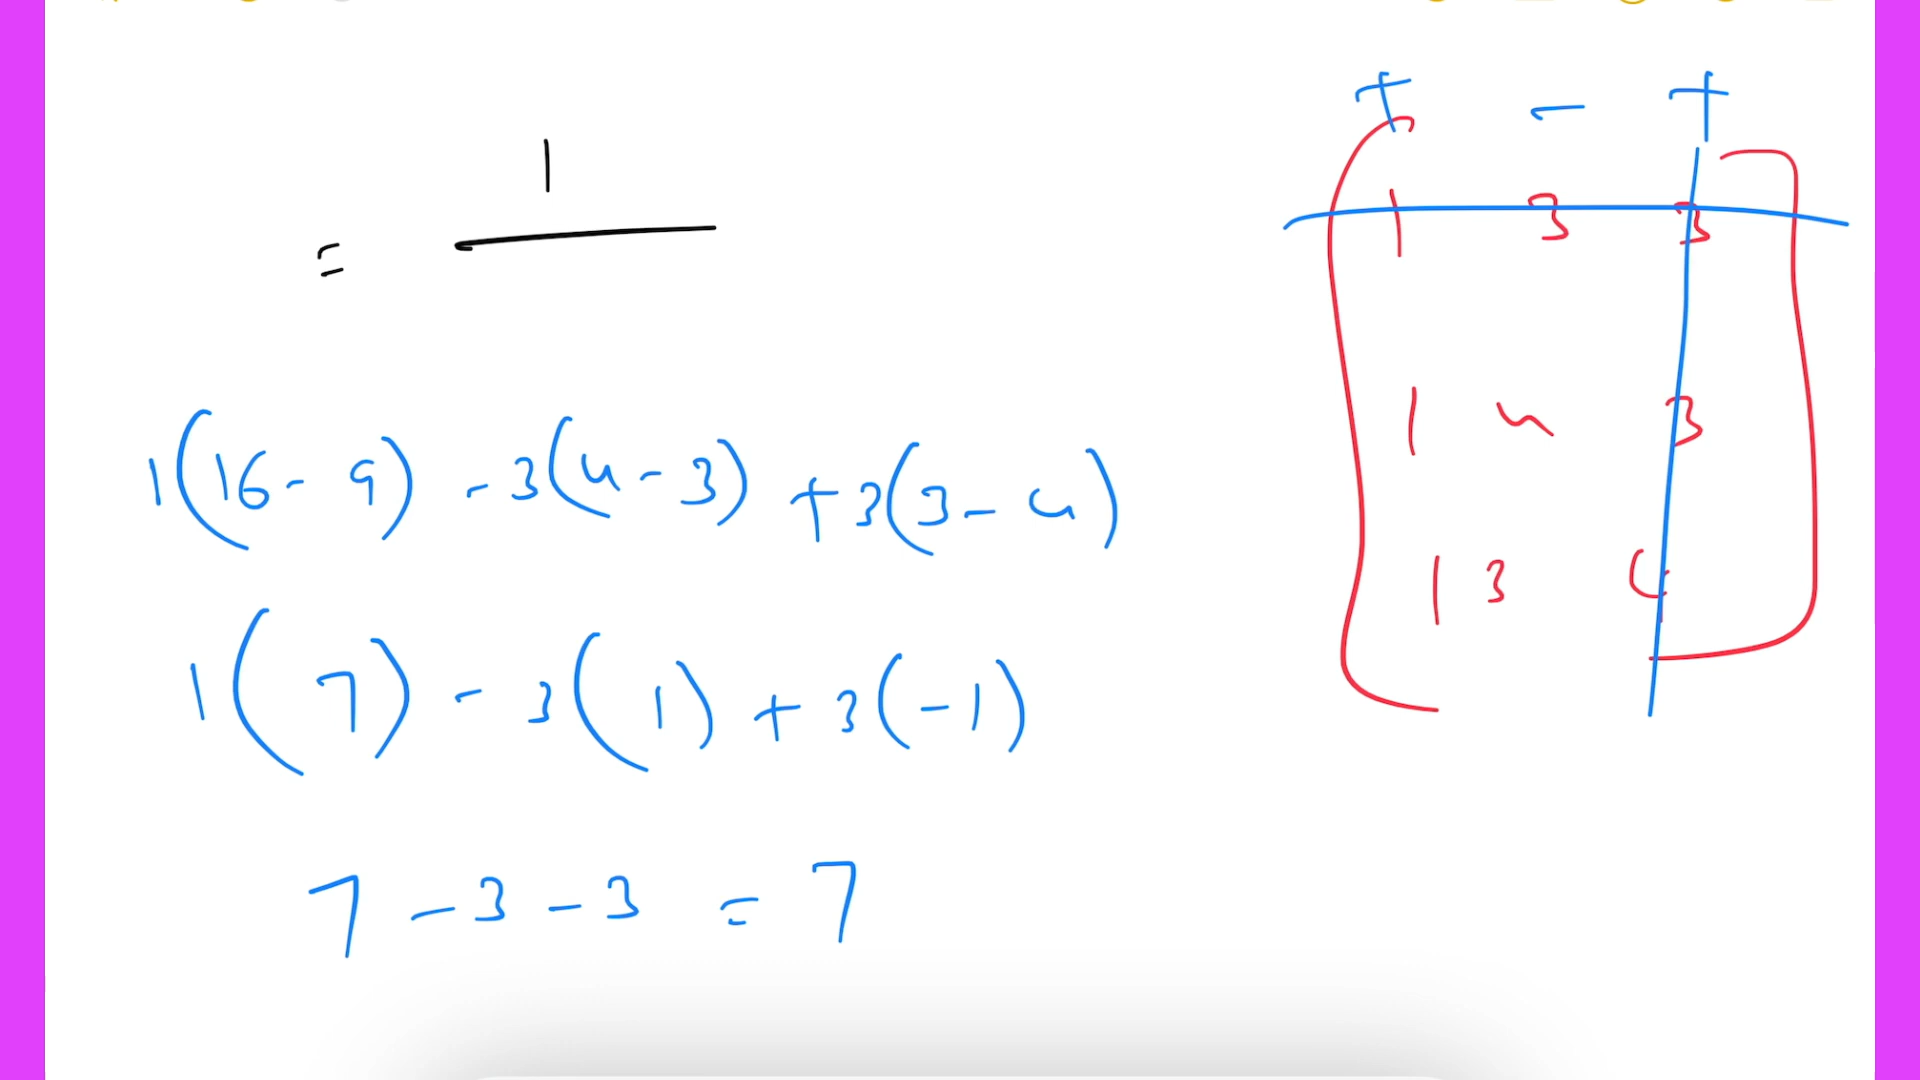 + - +
1
=
1 3 3
1 4 3
1(16-9) -3(4-3) +3(3-4)
1 3 4
1(7) -3(1) +3(-1)
7-3-3 = 7